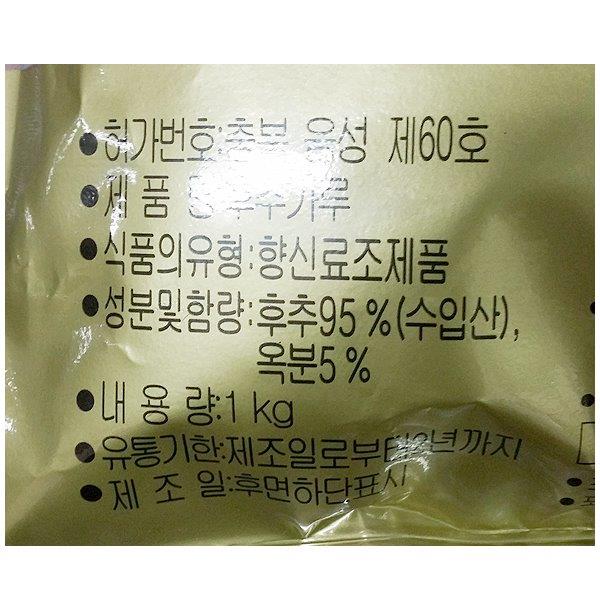 ●허가번호:충북 음성 제60호
●제 품 명:후추가루
●식품의유형:향신료조제품
●성분및함량:후추95%(수입산),
옥분5%
●내 용 량:1kg
●유통기한:제조일로부터 까지
●제 조 일:후면하단표시